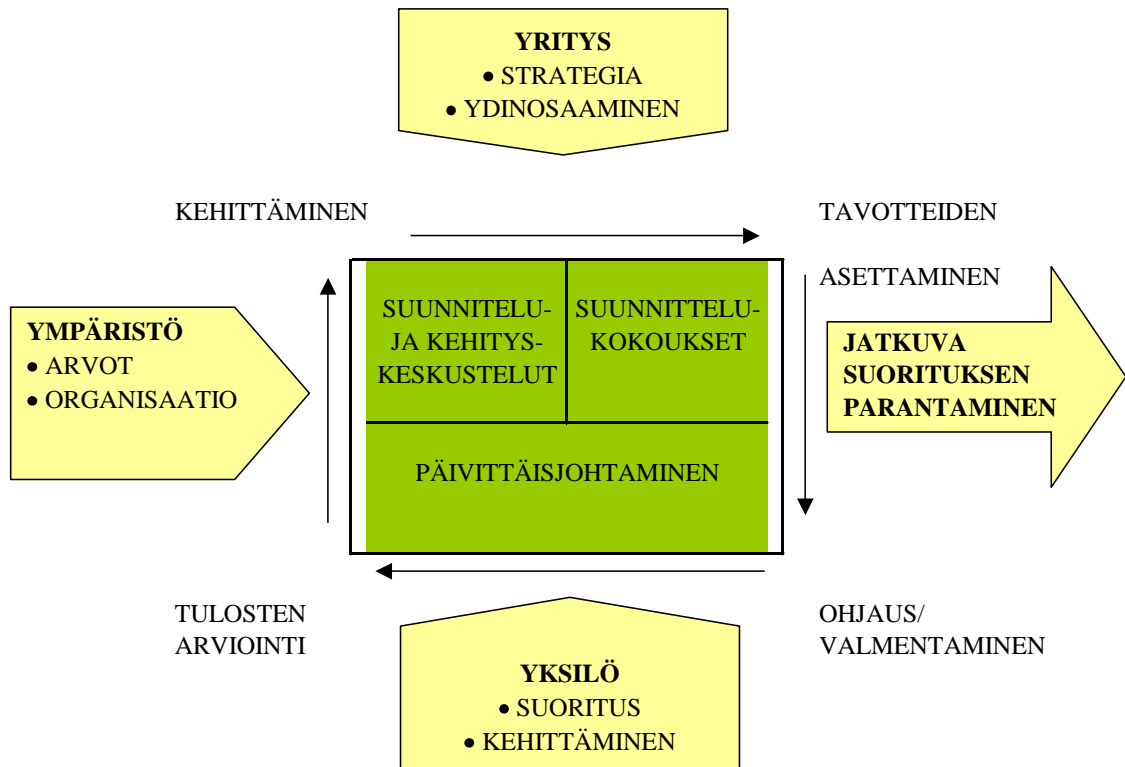 YRITYS
• STRATEGIA
• YDINOSAAMINEN
KEHITTÄMINEN
TAVOTTEIDEN
ASETTAMINEN
YMPÄRISTÖ
• ARVOT
• ORGANISAATIO
SUUNNITELU-
JA KEHITYS-
KESKUSTELUT
SUUNNITTELU-
KOKOUKSET
PÄIVITTÄISJOHTAMINEN
JATKUVA
SUORITUKSEN
PARANTAMINEN
TULOSTEN
ARVIOINTI
OHJAUS/
VALMENTAMINEN
YKSILÖ
• SUORITUS
• KEHITTÄMINEN